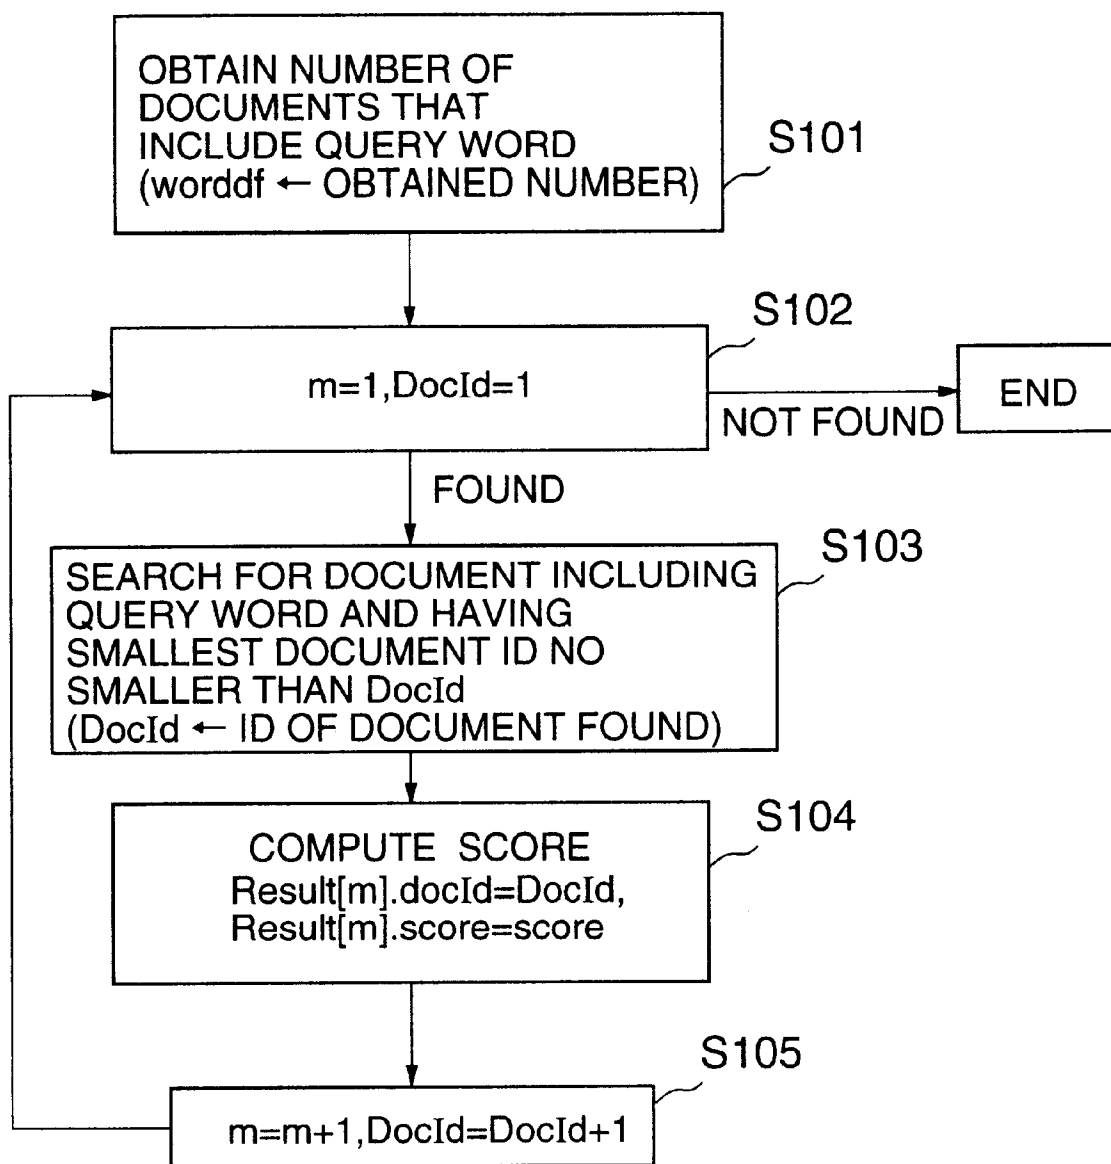 OBTAIN NUMBER OF
DOCUMENTS THAT
INCLUDE QUERY WORD
(worddf ← OBTAINED NUMBER)
S101
S102
m=1,DocId=1
END
NOT FOUND
FOUND
S103
SEARCH FOR DOCUMENT INCLUDING
QUERY WORD AND HAVING
SMALLEST DOCUMENT ID NO
SMALLER THAN DocId
(DocId ← ID OF DOCUMENT FOUND)
S104
COMPUTE SCORE
Result[m].docId=DocId,
Result[m].score=score
S105
m=m+1,DocId=DocId+1